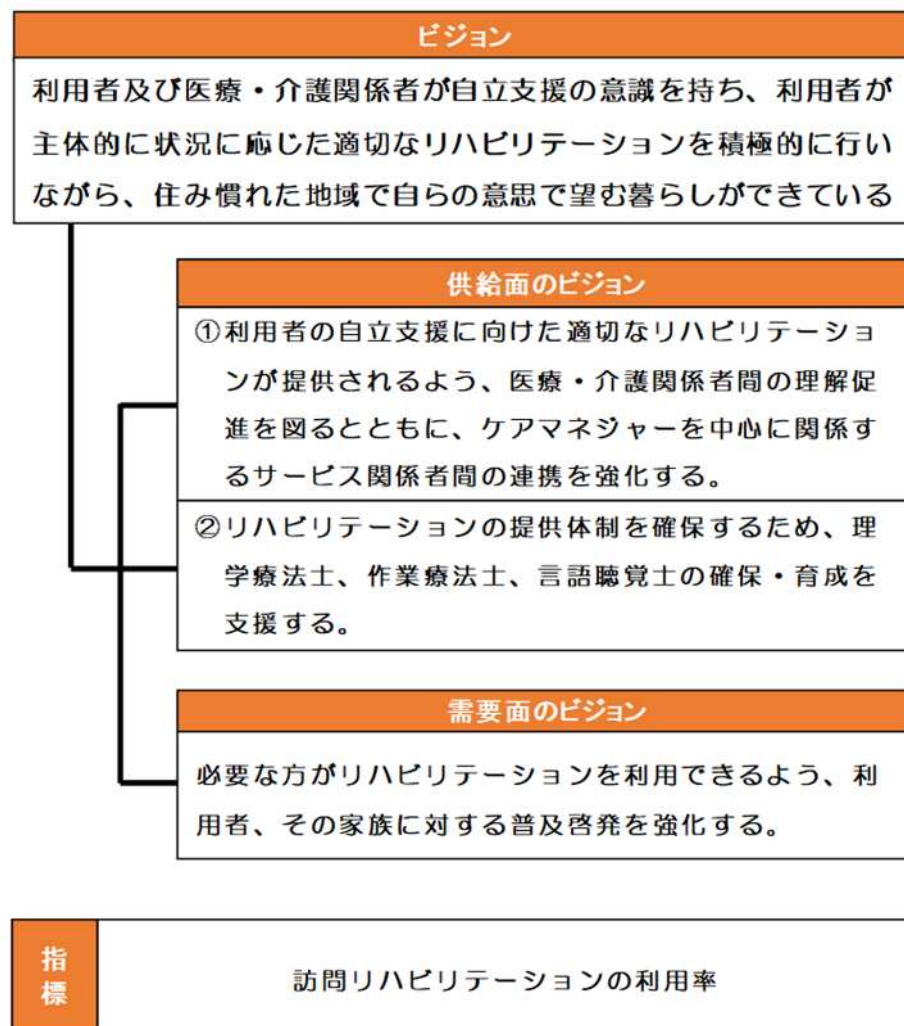 ビジョン
利用者及び医療・介護関係者が自立支援の意識を持ち、利用者が
主体的に状況に応じた適切なリハビリテーションを積極的に行い
ながら、住み慣れた地域で自らの意思で望む暮らしができている
供給面のビジョン
①利用者の自立支援に向けた適切なリハビリテーショ
ンが提供されるよう、医療・介護関係者間の理解促
進を図るとともに、ケアマネジャーを中心に関係す
るサービス関係者間の連携を強化する。
②リハビリテーションの提供体制を確保するため、理
学療法士、作業療法士、言語聴覚士の確保・育成を
支援する。
需要面のビジョン
必要な方がリハビリテーションを利用できるよう、利
用者、その家族に対する普及啓発を強化する。
指
標
訪問リハビリテーションの利用率